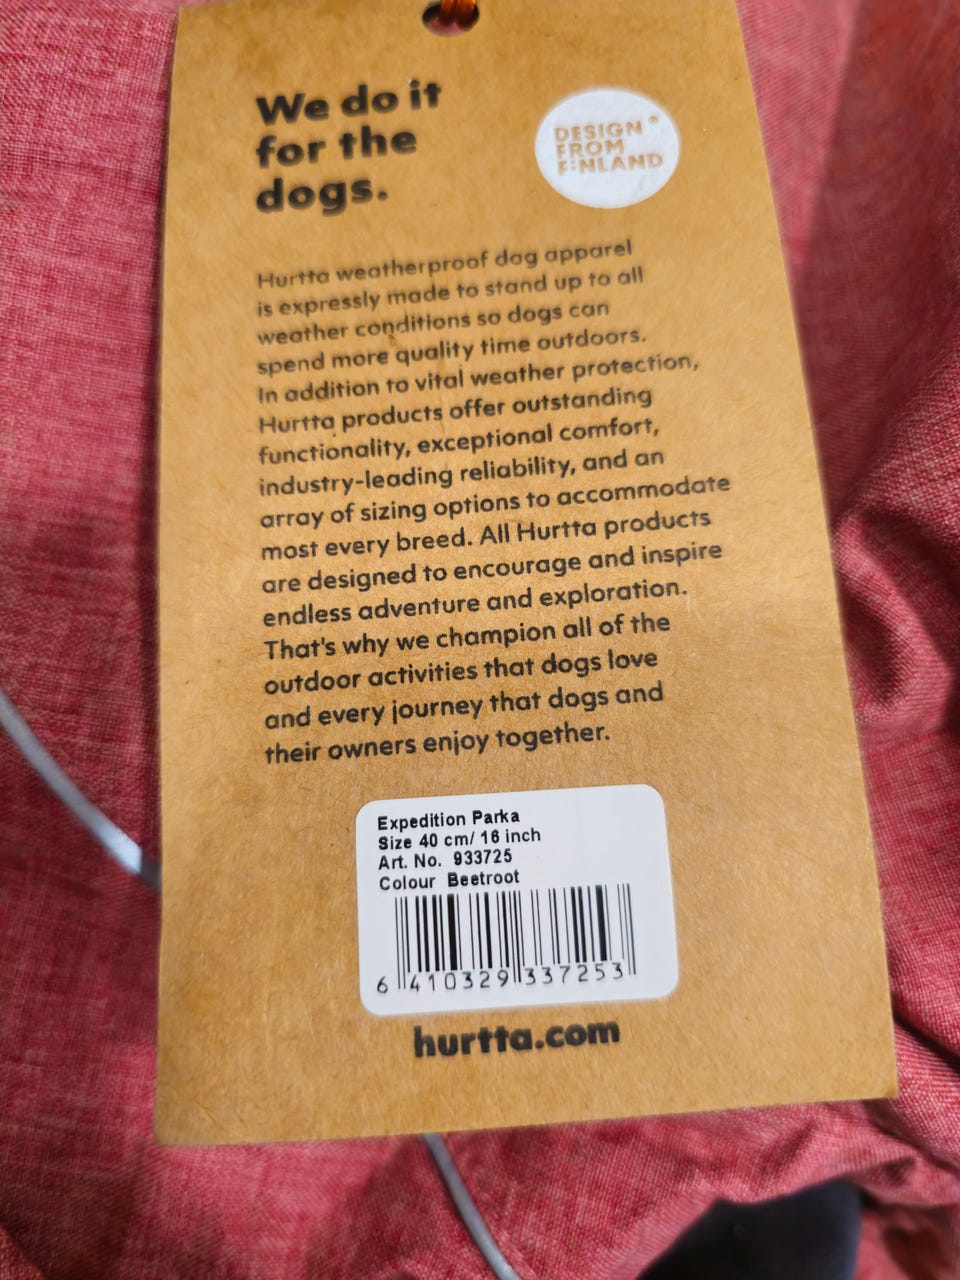 We do it
for the
dogs.
DESIGN ®
FROM
FINLAND
Hurtta weatherproof dog apparel
is expressly made to stand up to all
weather conditions so dogs can
spend more quality time outdoors.
In addition to vital weather protection,
Hurtta products offer outstanding
functionality, exceptional comfort,
industry-leading reliability, and an
array of sizing options to accommodate
most every breed. All Hurtta products
are designed to encourage and inspire
endless adventure and exploration.
That's why we champion all of the
outdoor activities that dogs love
and every journey that dogs and
their owners enjoy together.
Expedition Parka
Size 40 cm/ 16 inch
Art. No. 933725
Colour Beetroot
6 410329 337253
hurtta.com